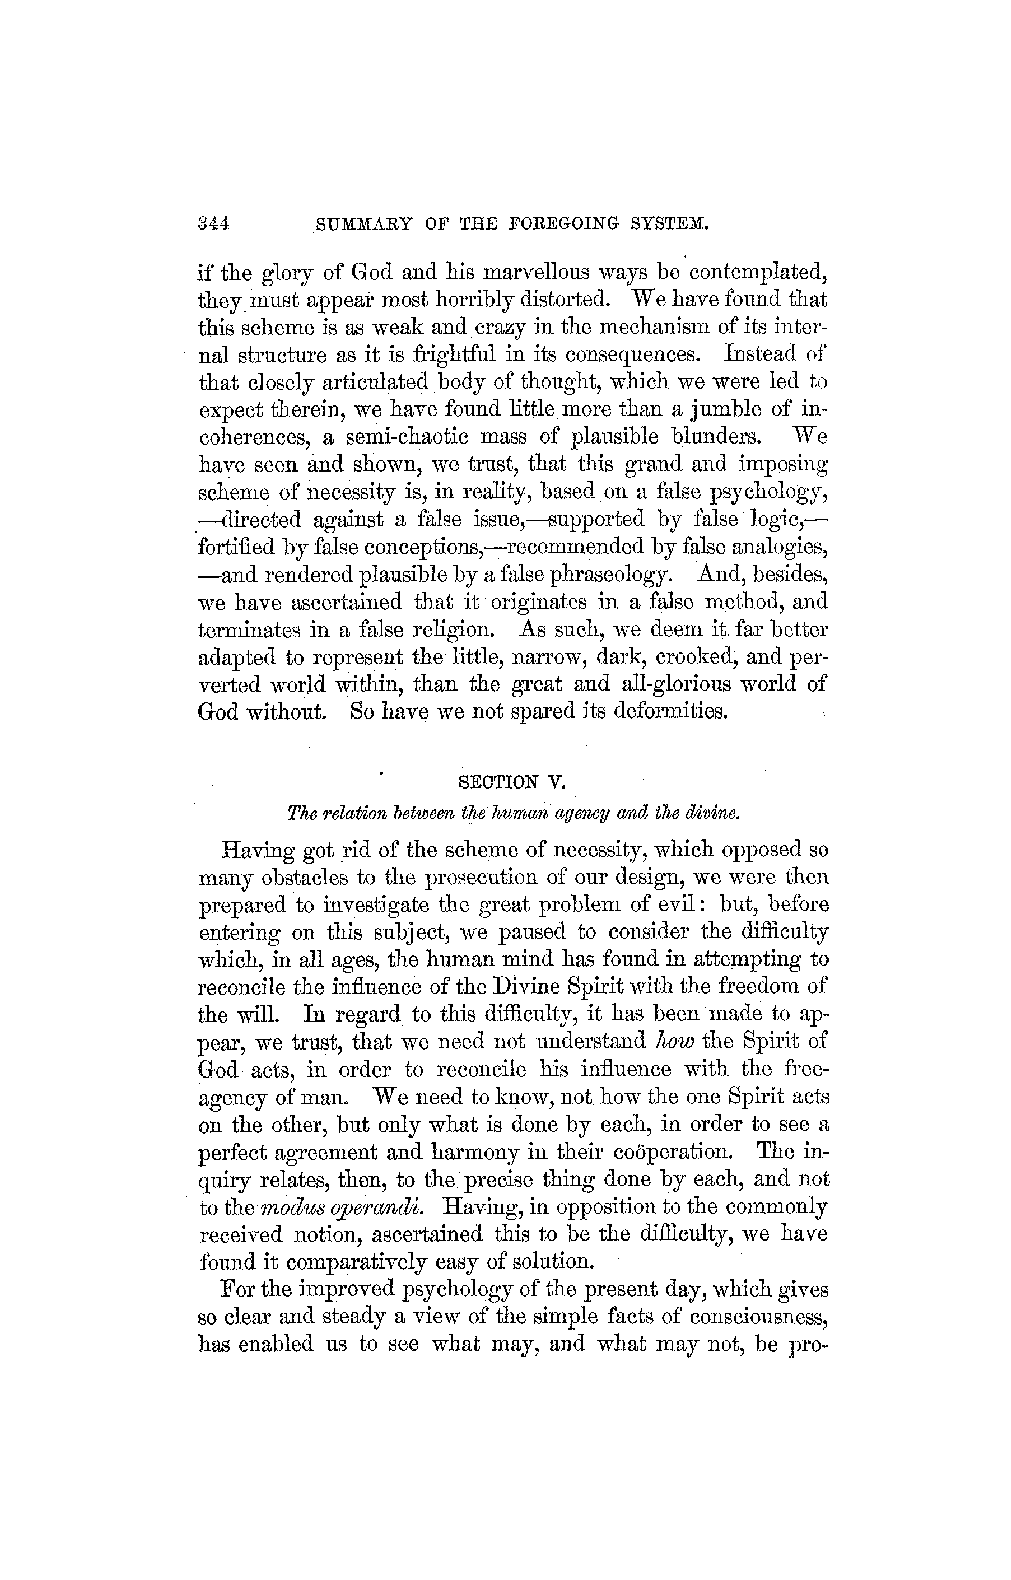 344 SUMMARY OF THE FOREGOING SYSTEM.
if the glory of God and his marvellous ways be contemplated,
they must appear most horribly distorted. We have found that
this scheme is as weak and crazy in the mechanism of its inter-
nal structure as it is frightful in its consequences. Instead of
that closely articulated body of thought, which we were led to
expect therein, we have found little more than a jumble of in-
coherences, a semi-chaotic mass of plausible blunders. We
have seen and shown, we trust, that this grand and imposing
scheme of necessity is, in reality, based on a false psychology,
—directed against a false issue,—supported by false logic,—
fortified by false conceptions,—recommended by false analogies,
—and rendered plausible by a false phraseology. And, besides,
we have ascertained that it originates in a false method, and
terminates in a false religion. As such, we deem it far better
adapted to represent the little, narrow, dark, crooked, and per-
verted world within, than the great and all-glorious world of
God without. So have we not spared its deformities.
SECTION V.
The relation between the human agency and the divine.
Having got rid of the scheme of necessity, which opposed so
many obstacles to the prosecution of our design, we were then
prepared to investigate the great problem of evil: but, before
entering on this subject, we paused to consider the difficulty
which, in all ages, the human mind has found in attempting to
reconcile the influence of the Divine Spirit with the freedom of
the will. In regard to this difficulty, it has been made to ap-
pear, we trust, that we need not understand how the Spirit of
God acts, in order to reconcile his influence with the free-
agency of man. We need to know, not how the one Spirit acts
on the other, but only what is done by each, in order to see a
perfect agreement and harmony in their coöperation. The in-
quiry relates, then, to the precise thing done by each, and not
to the modus operandi. Having, in opposition to the commonly
received notion, ascertained this to be the difficulty, we have
found it comparatively easy of solution.
For the improved psychology of the present day, which gives
so clear and steady a view of the simple facts of consciousness,
has enabled us to see what may, and what may not, be pro-